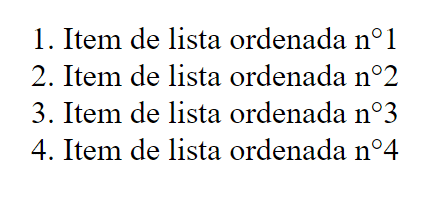 1. Item de lista ordenada n°1
2. Item de lista ordenada n°2
3. Item de lista ordenada n°3
4. Item de lista ordenada n°4